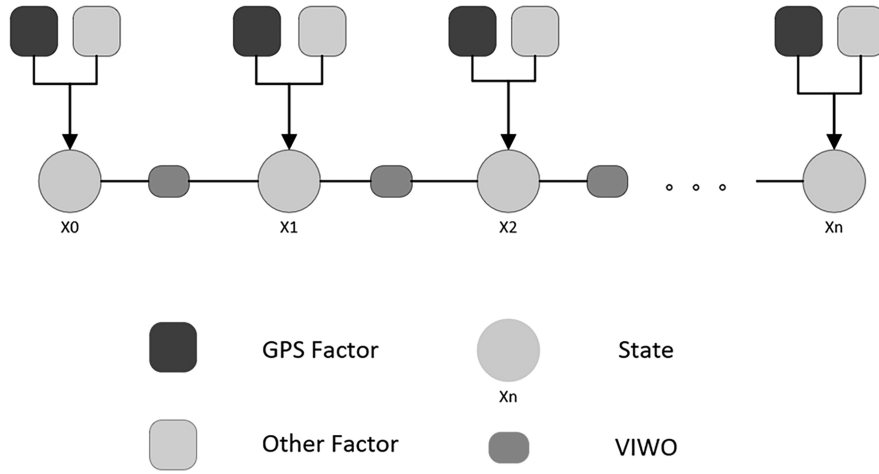 X0 X1 X2 Xn
GPS Factor State
Xn
Other Factor VIWO